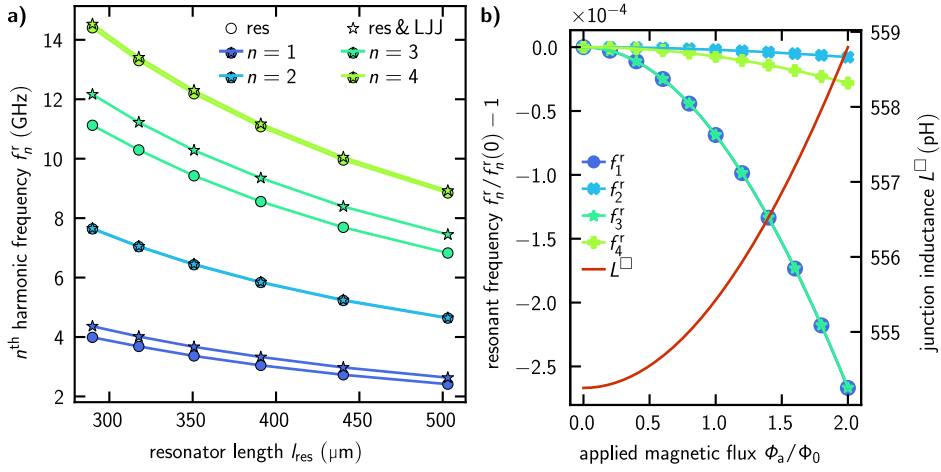 a)
○ res
☆ res & LJJ
n = 1
n = 3
n = 2
n = 4
14
12
10
8
6
4
2
nᵗʰ harmonic frequency fₙʳ (GHz)
300 350 400 450 500
resonator length lᵣₑₛ (μm)
b)
×10⁻⁴
0.0
−0.5
−1.0
−1.5
−2.0
−2.5
resonant frequency fₙʳ/fₙʳ(0) − 1
f₁ʳ
f₂ʳ
f₃ʳ
f₄ʳ
L□
0.0 0.5 1.0 1.5 2.0
applied magnetic flux Φₐ/Φ₀
559
558
557
556
555
junction inductance L□ (pH)